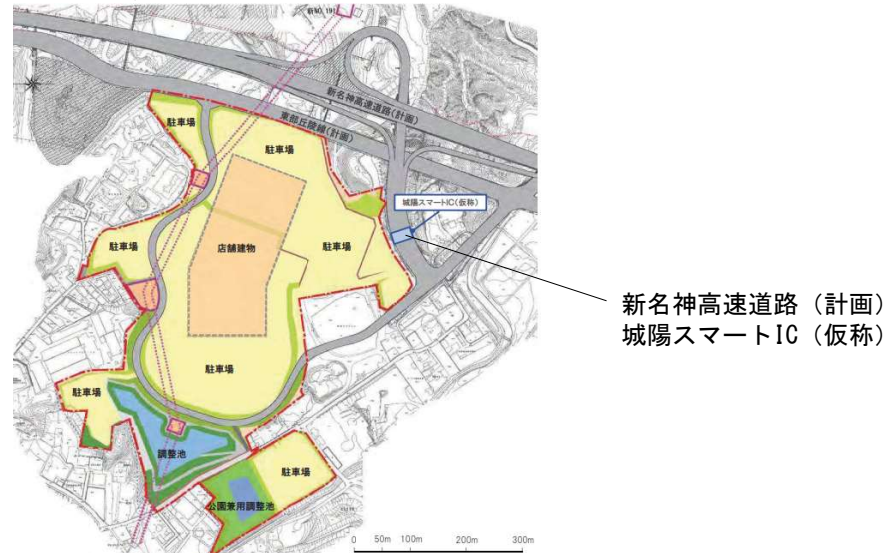 新名神高速道路(計画)
東部丘陵線(計画)
駐車場
駐車場
城陽スマートIC(仮称)
駐車場
店舗建物
駐車場
新名神高速道路（計画）
城陽スマートIC（仮称）
駐車場
駐車場
調整池
駐車場
公園兼用調整池
0 50m 100m 200m 300m